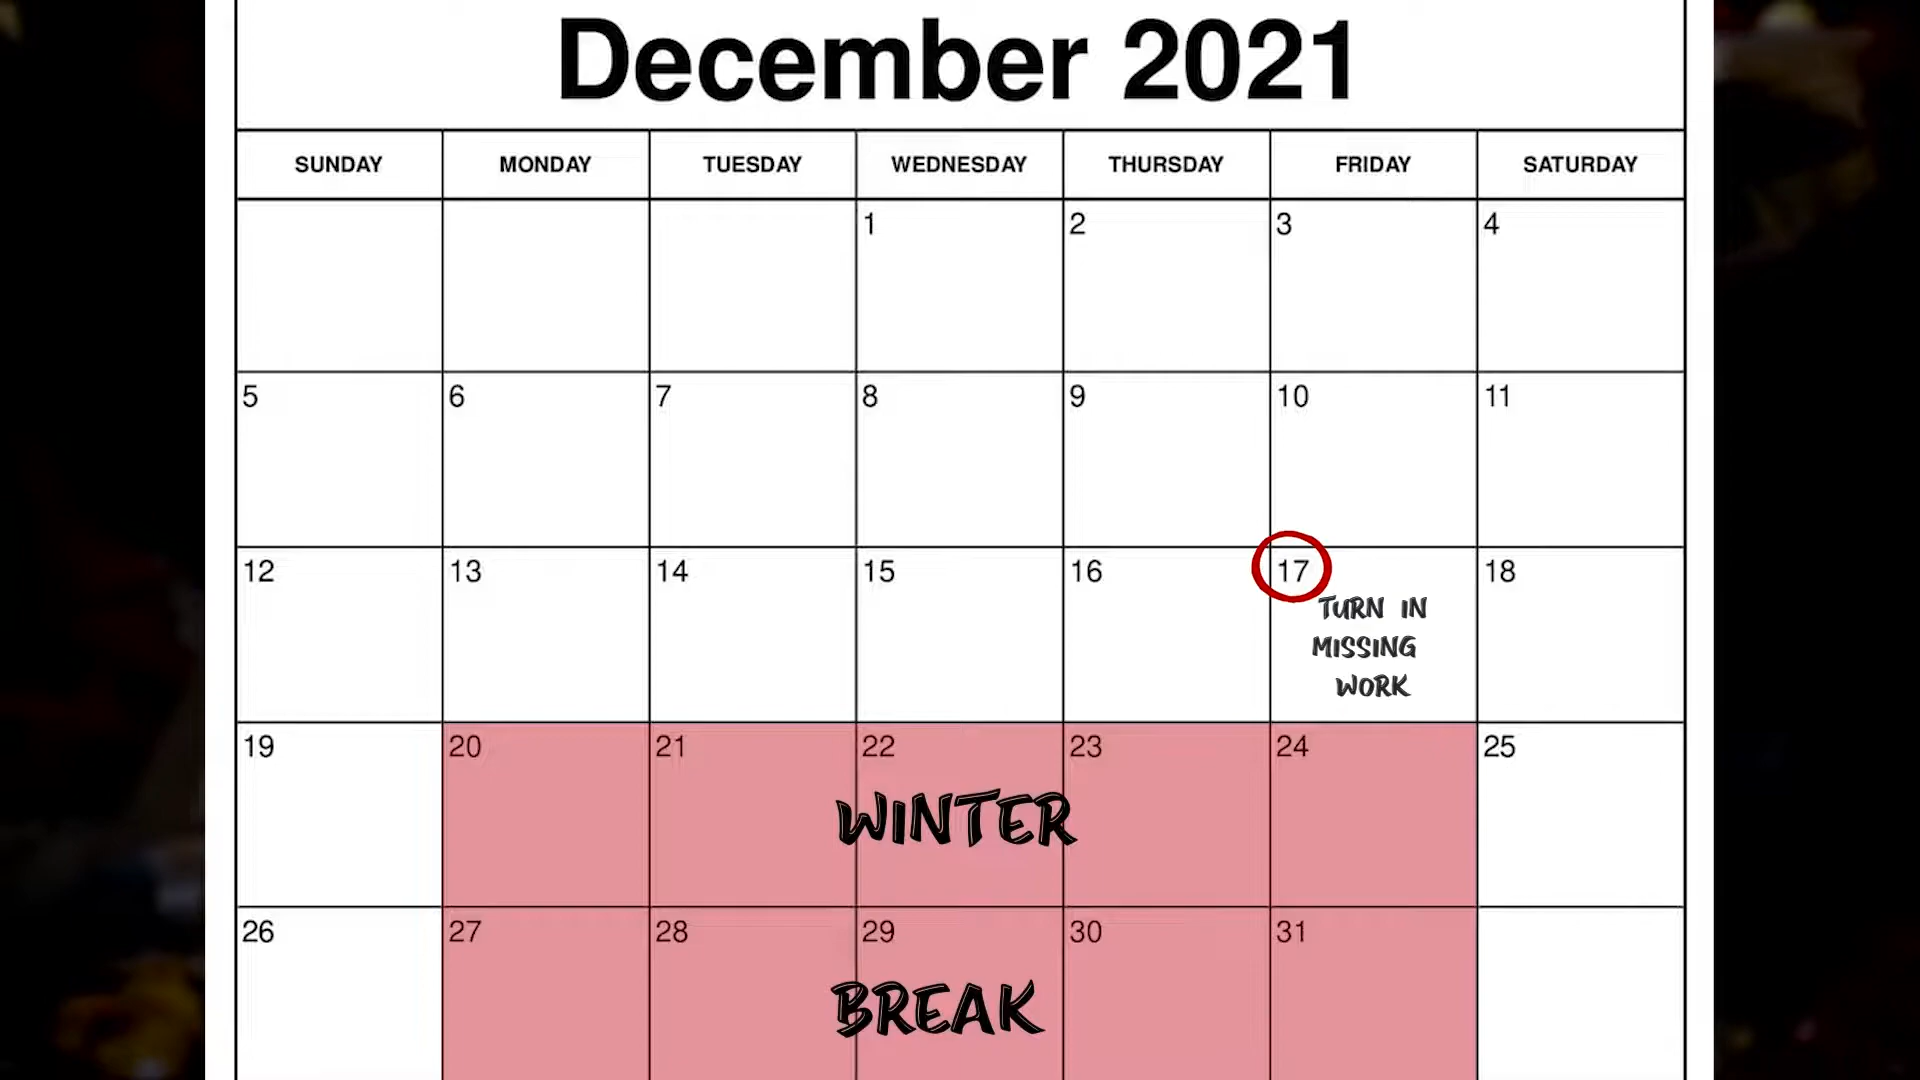 December 2021
SUNDAY MONDAY TUESDAY WEDNESDAY THURSDAY FRIDAY SATURDAY
1 2 3 4
5 6 7 8 9 10 11
12 13 14 15 16 17 18
TURN IN
MISSING
WORK
19 20 21 22 23 24 25
WINTER
26 27 28 29 30 31
BREAK